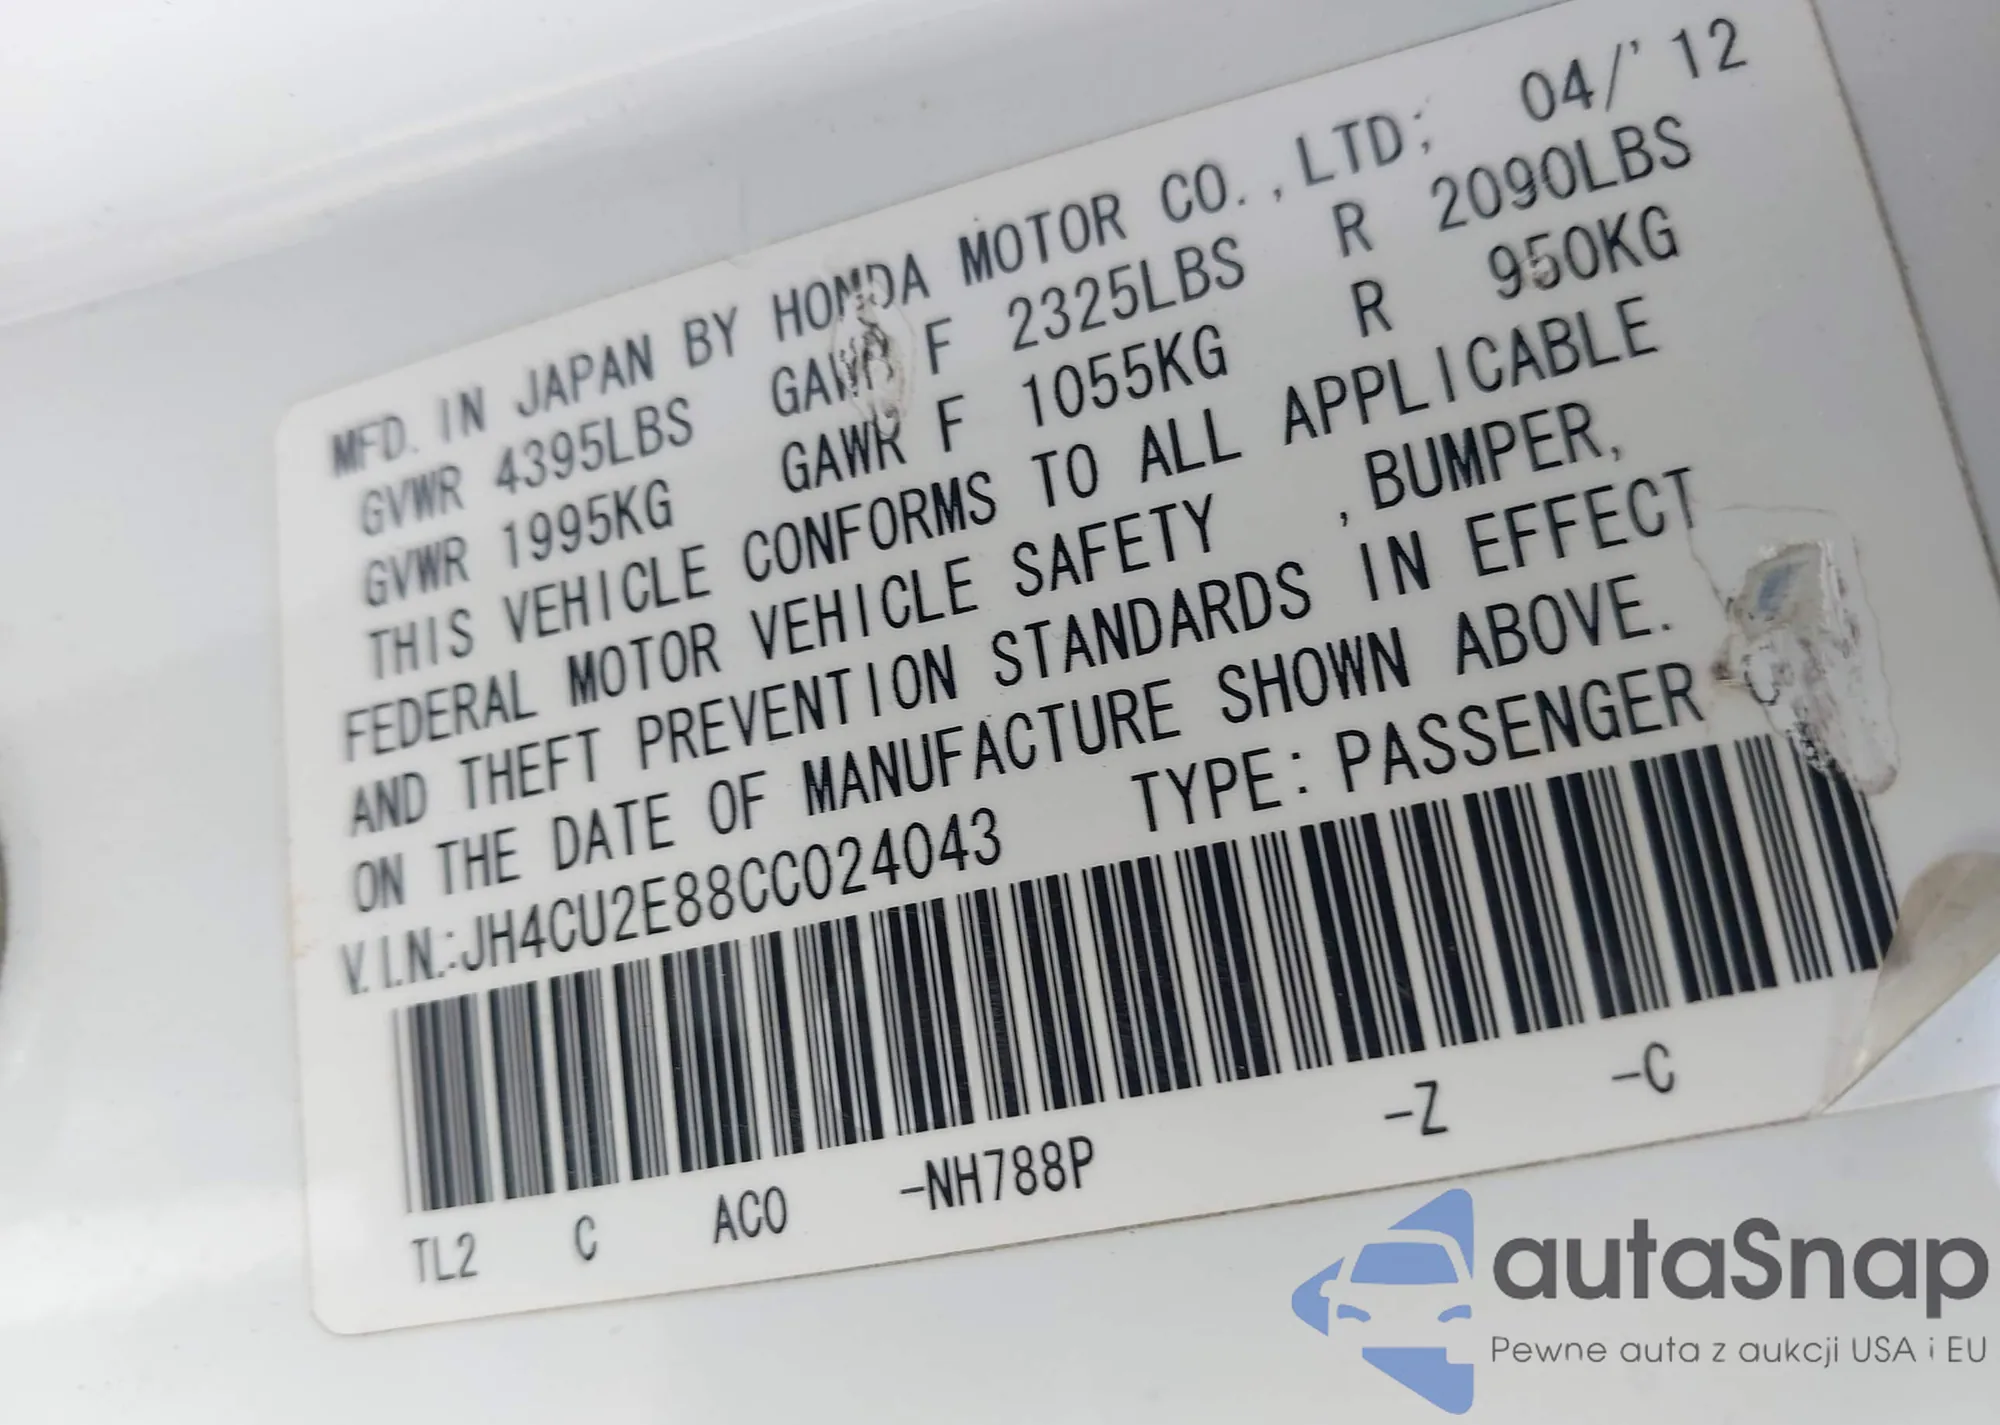 MFD. IN JAPAN BY HONDA MOTOR CO.,LTD; 04/'12
GVWR 4395LBS GAWR F 2325LBS R 2090LBS
GVWR 1995KG GAWR F 1055KG R 950KG
THIS VEHICLE CONFORMS TO ALL APPLICABLE
FEDERAL MOTOR VEHICLE SAFETY ,BUMPER,
AND THEFT PREVENTION STANDARDS IN EFFECT
ON THE DATE OF MANUFACTURE SHOWN ABOVE.
V.I.N.:JH4CU2E88CC024043 TYPE:PASSENGER
TL2 C AC0 -NH788P -Z -C
autaSnap
Pewne auta z aukcji USA i EU